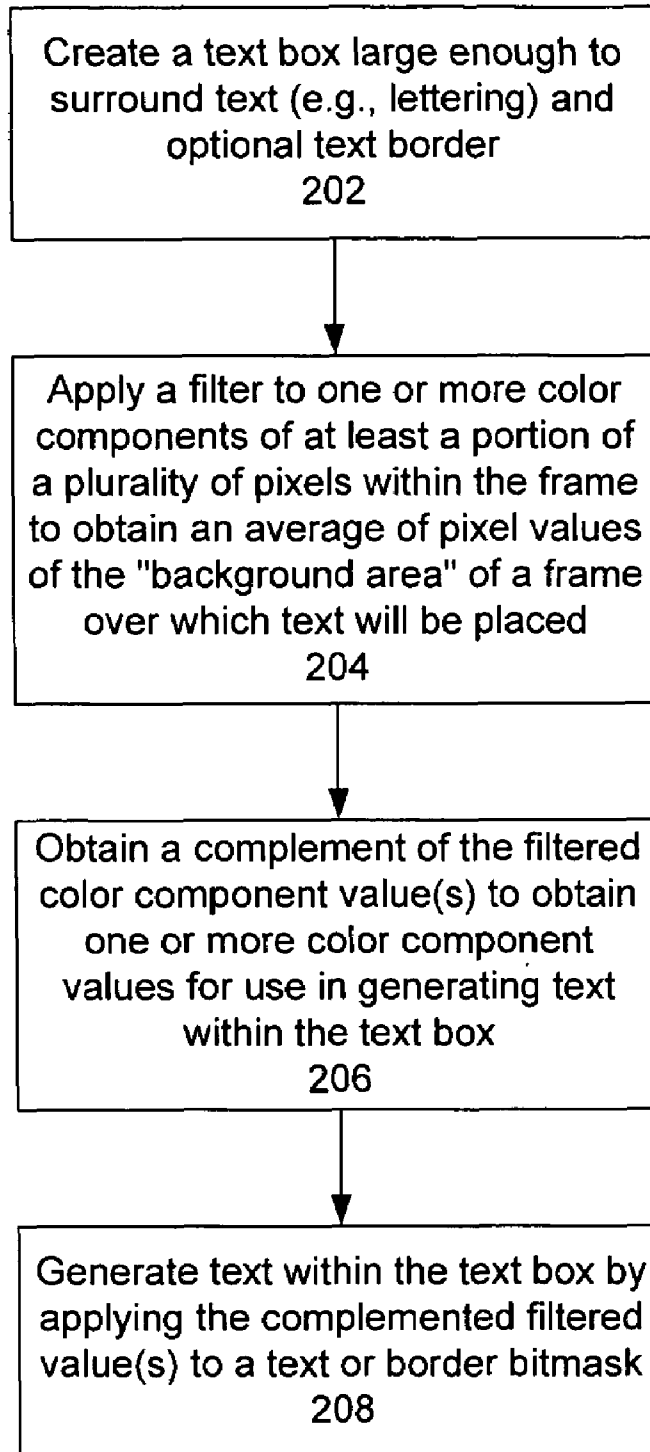 Create a text box large enough to
surround text (e.g., lettering) and
optional text border
202
Apply a filter to one or more color
components of at least a portion of
a plurality of pixels within the frame
to obtain an average of pixel values
of the "background area" of a frame
over which text will be placed
204
Obtain a complement of the filtered
color component value(s) to obtain
one or more color component
values for use in generating text
within the text box
206
Generate text within the text box by
applying the complemented filtered
value(s) to a text or border bitmask
208